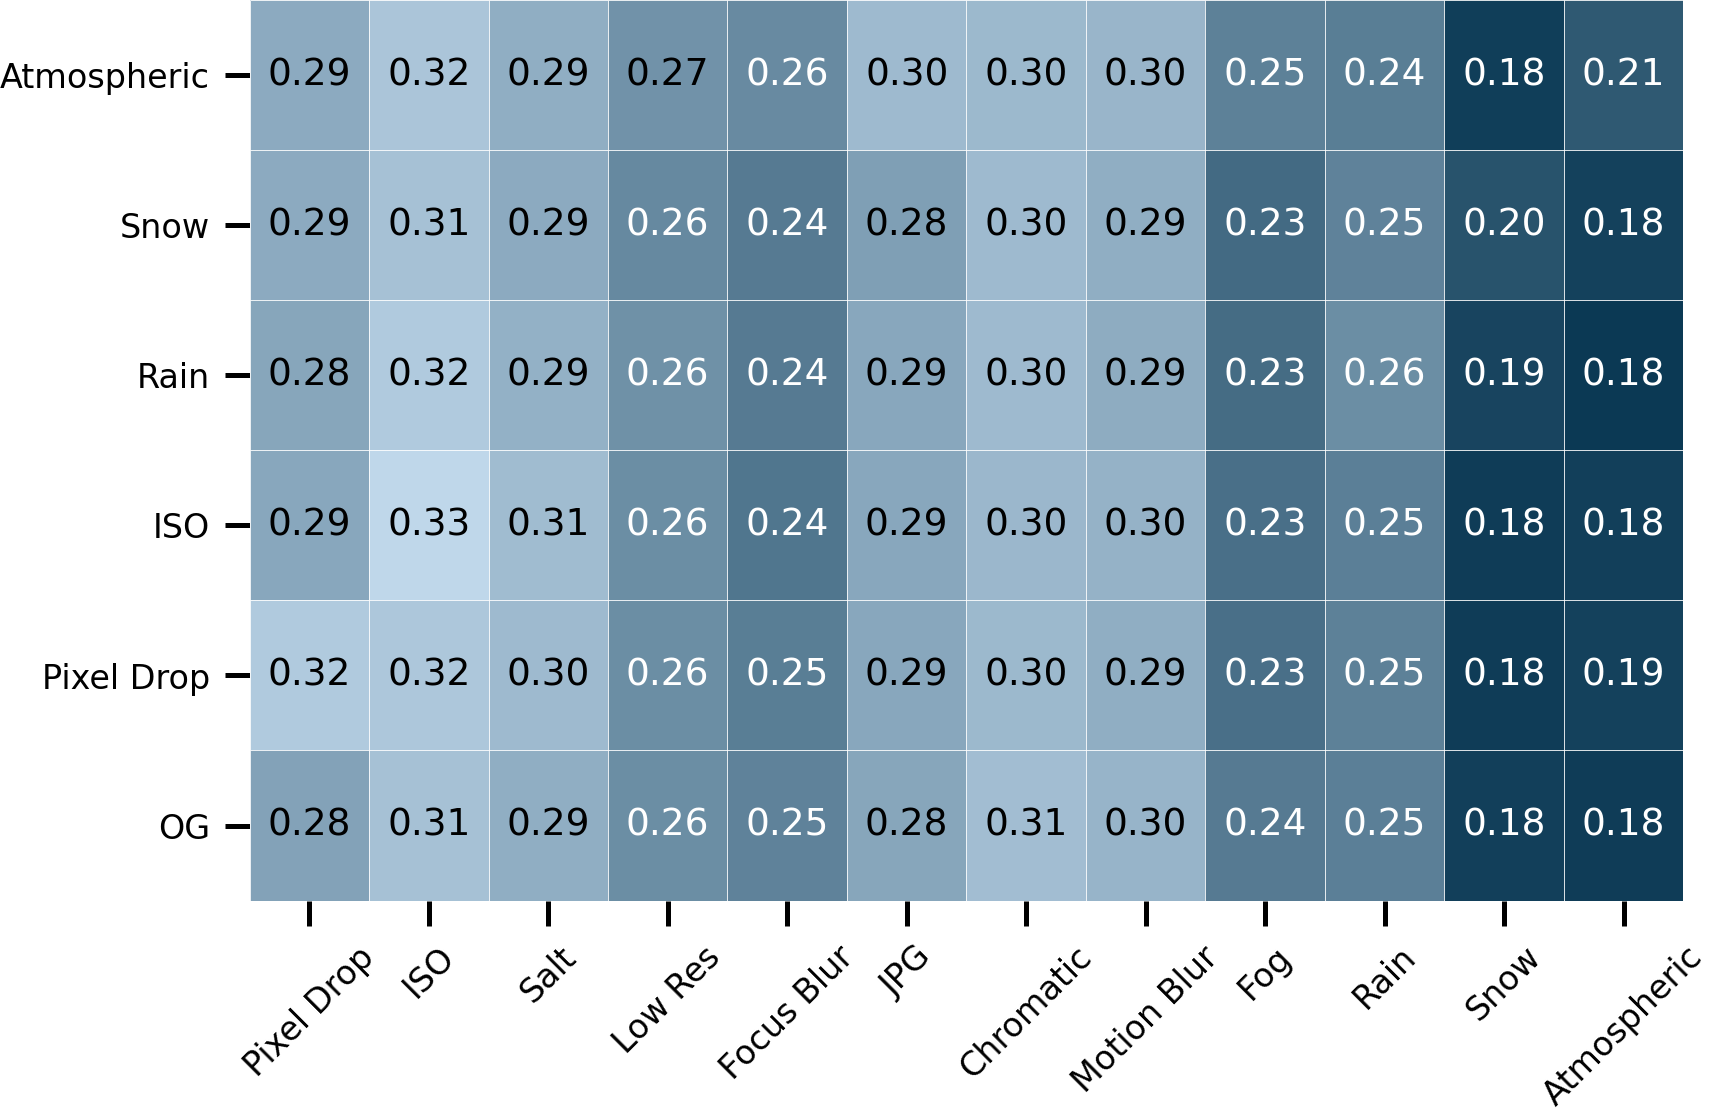 Atmospheric 0.29 0.32 0.29 0.27 0.26 0.30 0.30 0.30 0.25 0.24 0.18 0.21
Snow 0.29 0.31 0.29 0.26 0.24 0.28 0.30 0.29 0.23 0.25 0.20 0.18
Rain 0.28 0.32 0.29 0.26 0.24 0.29 0.30 0.29 0.23 0.26 0.19 0.18
ISO 0.29 0.33 0.31 0.26 0.24 0.29 0.30 0.30 0.23 0.25 0.18 0.18
Pixel Drop 0.32 0.32 0.30 0.26 0.25 0.29 0.30 0.29 0.23 0.25 0.18 0.19
OG 0.28 0.31 0.29 0.26 0.25 0.28 0.31 0.30 0.24 0.25 0.18 0.18
Pixel Drop ISO Salt Low Res Focus Blur JPG Chromatic Motion Blur Fog Rain Snow Atmospheric